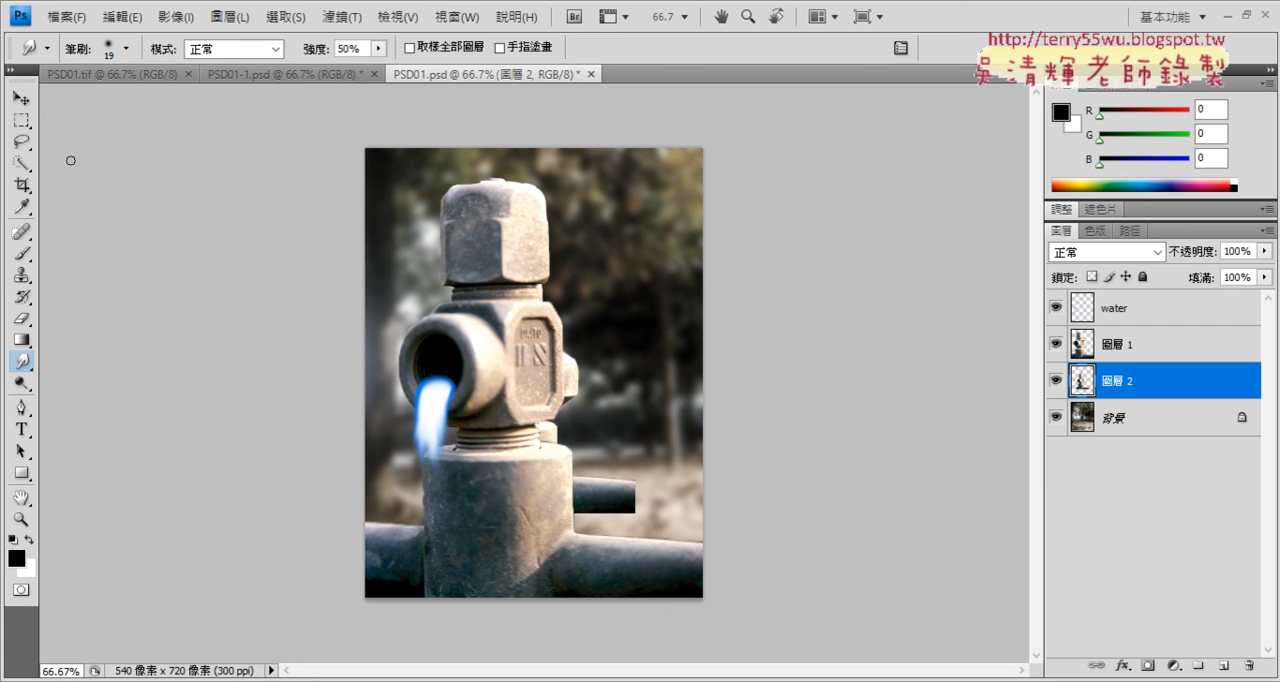 Ps 檔案(F) 編輯(E) 影像(I) 圖層(L) 選取(S) 濾鏡(T) 檢視(V) 視窗(W) 說明(H) Br 66.7 基本功能
http://terry55wu.blogspot.tw
筆刷: 19 模式: 正常 強度: 50% 取樣全部圖層 手指塗畫
吳清輝老師錄製
PSD01.tif @ 66.7% (RGB/8) PSD01-1.psd @ 66.7% (RGB/8) * PSD01.psd @ 66.7% (圖層 2, RGB/8) *
R 0
G 0
B 0
調整 遮色片
圖層 色版 路徑
正常 不透明度: 100%
鎖定: 填滿: 100%
water
圖層 1
圖層 2
背景
T
66.67% 540 像素 x 720 像素 (300 ppi)
fx